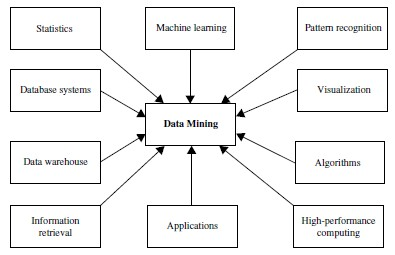 Statistics
Machine learning
Pattern recognition
Database systems
Visualization
Data Mining
Data warehouse
Algorithms
Information
retrieval
Applications
High-performance
computing